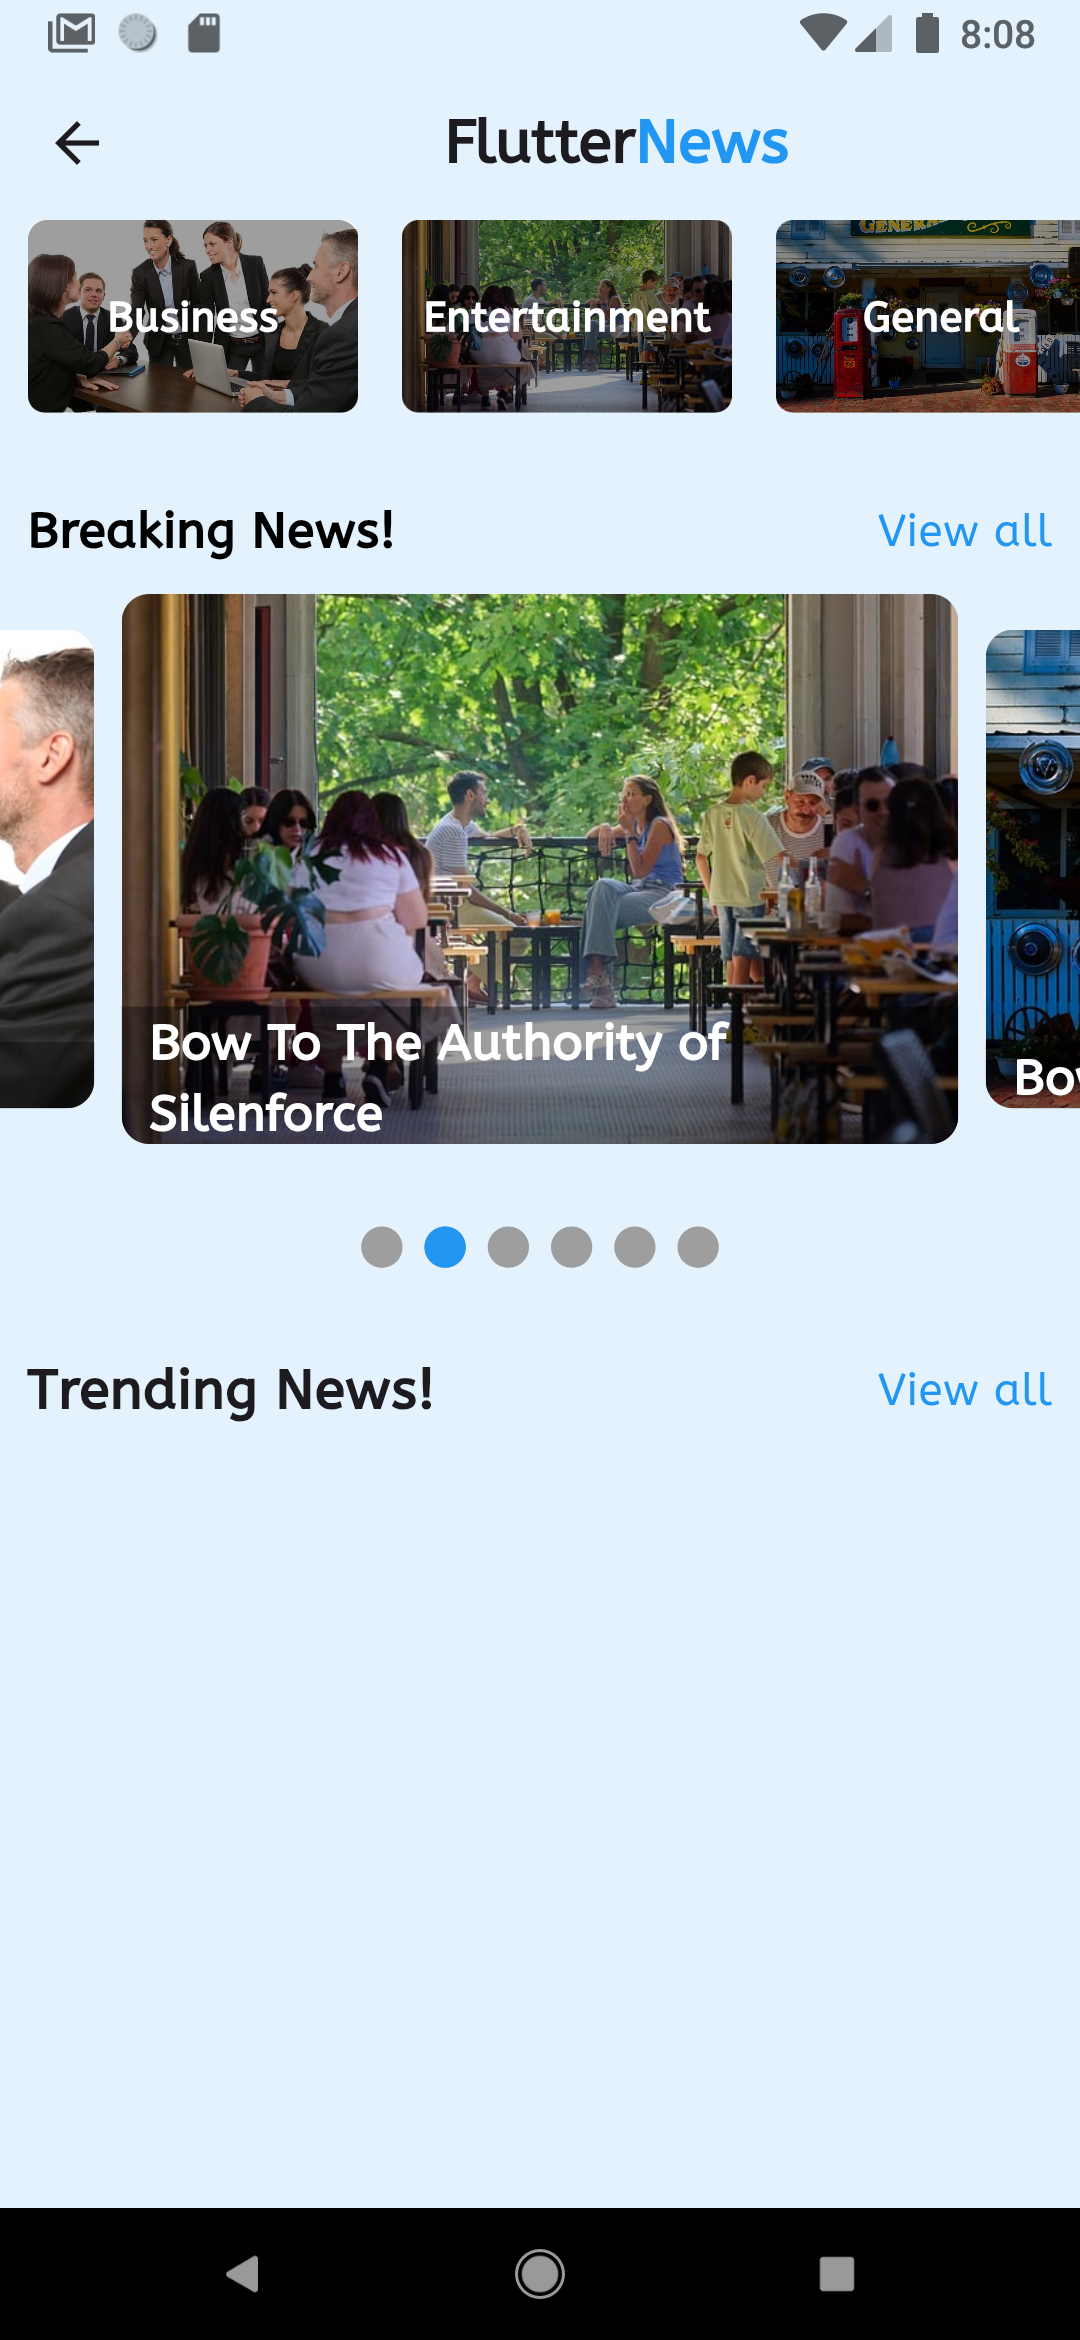 8:08
FlutterNews
Business
Entertainment
GENERAL
General
Breaking News!
View all
Bow To The Authority of
Silenforce
Bo
Trending News!
View all